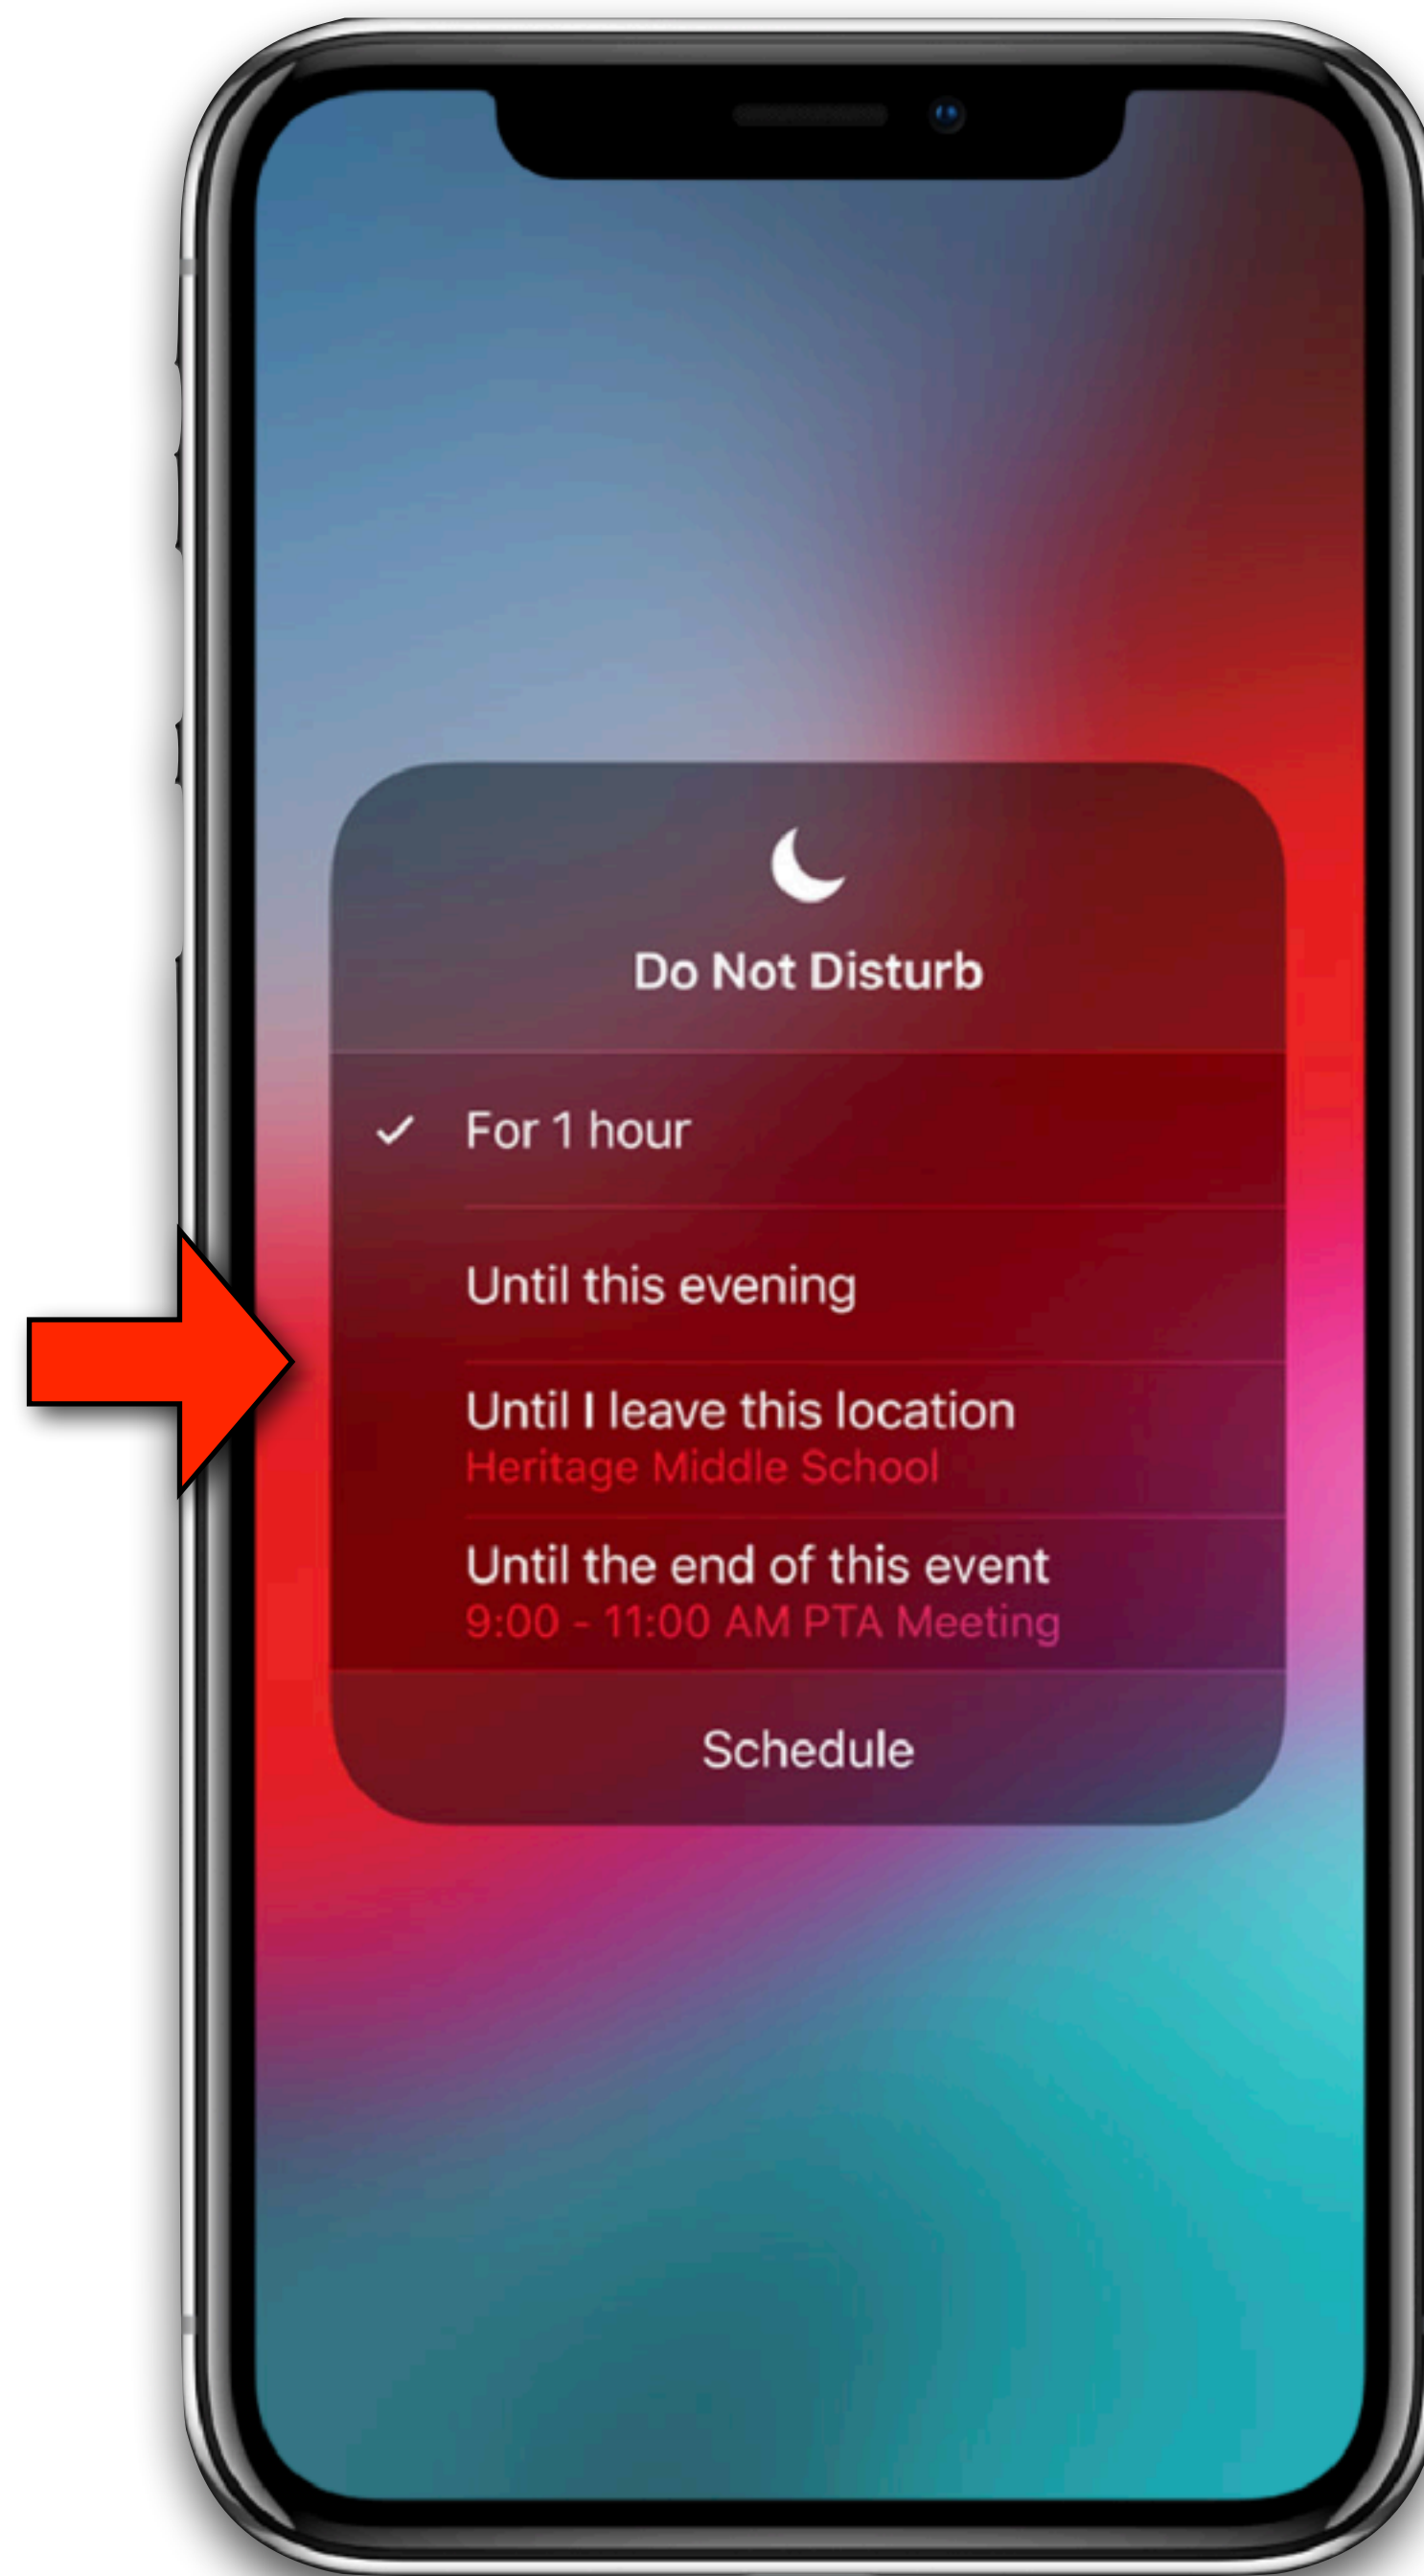 Do Not Disturb
For 1 hour
Until this evening
Until I leave this location
Heritage Middle School
Until the end of this event
9:00 - 11:00 AM PTA Meeting
Schedule